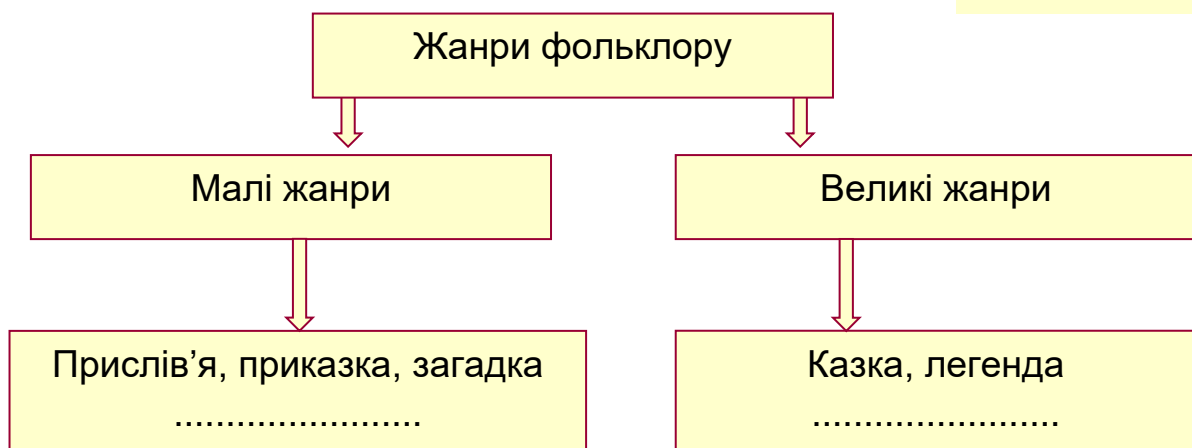 Жанри фольклору
Малі жанри
Великі жанри
Прислів’я, приказка, загадка
........................
Казка, легенда
........................